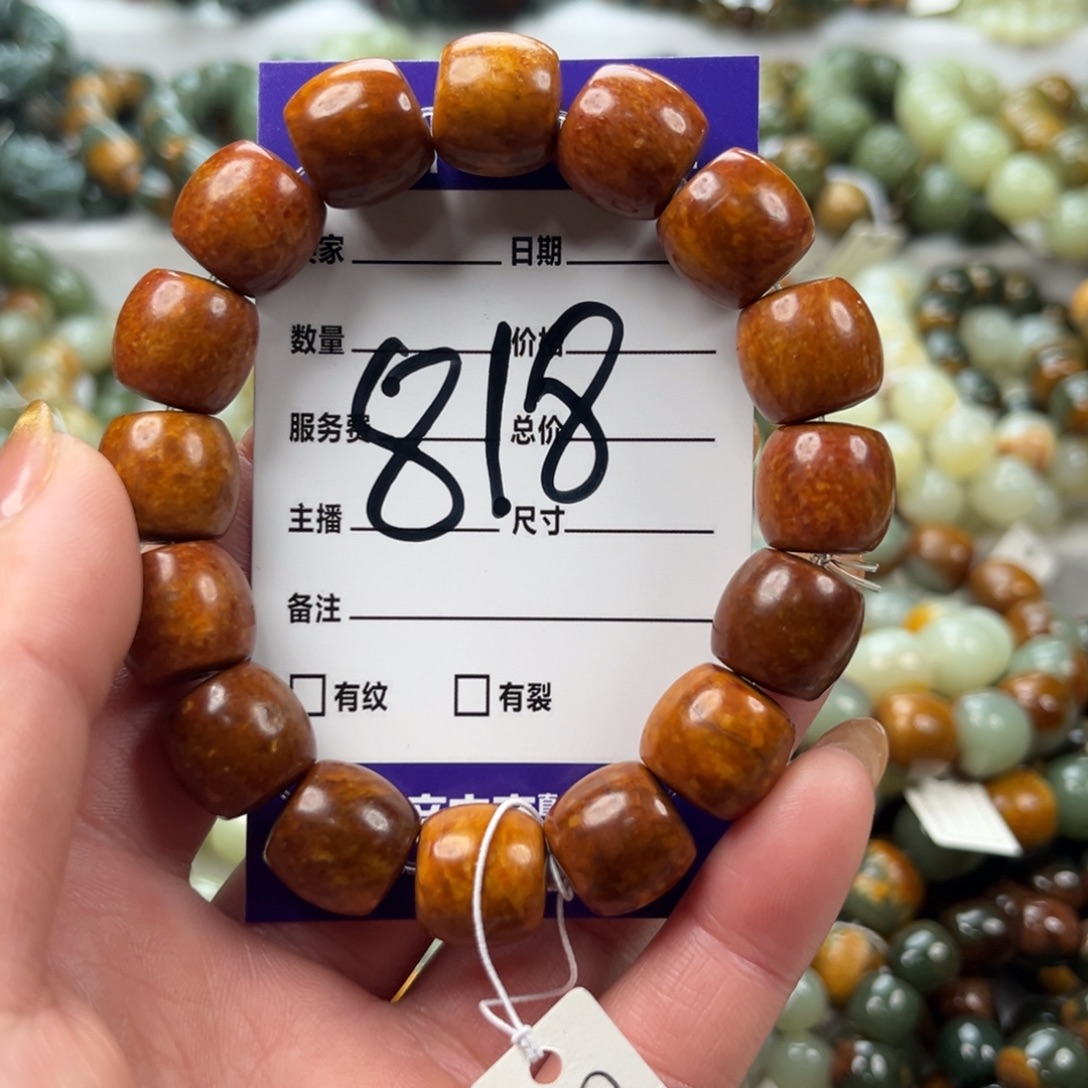 家 日期
数量 价格
818
服务费 总价
主播 尺寸
备注
有纹 有裂